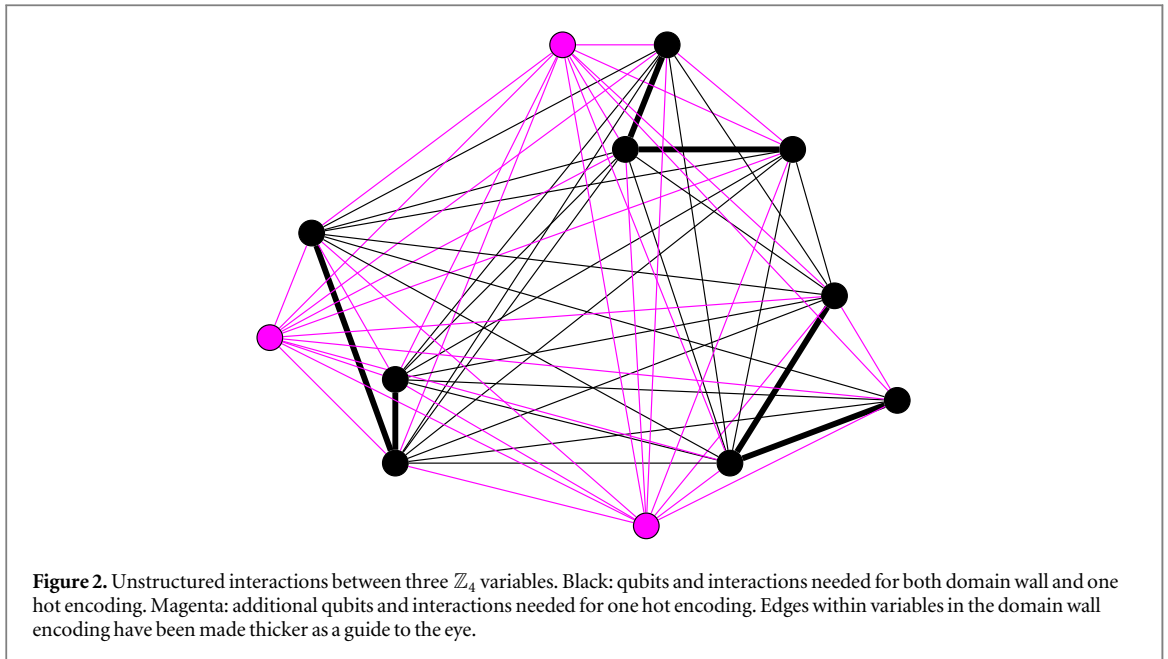 Figure 2. Unstructured interactions between three ℤ₄ variables. Black: qubits and interactions needed for both domain wall and one
hot encoding. Magenta: additional qubits and interactions needed for one hot encoding. Edges within variables in the domain wall
encoding have been made thicker as a guide to the eye.